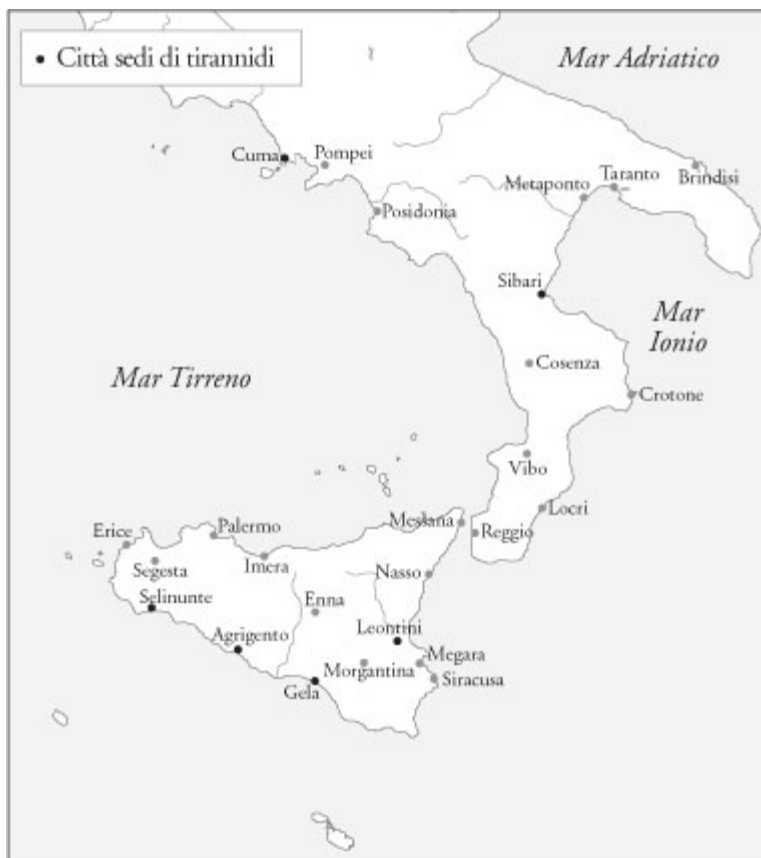 Città sedi di tirannidi
Mar Adriatico
Cuma
Pompei
Taranto
Brindisi
Metaponto
Posidonia
Sibari
Mar
Ionio
Mar Tirreno
Cosenza
Crotone
Vibo
Locri
Messana
Reggio
Erice
Palermo
Imera
Segesta
Nasso
Selinunte
Enna
Leontini
Agrigento
Megara
Morgantina
Siracusa
Gela